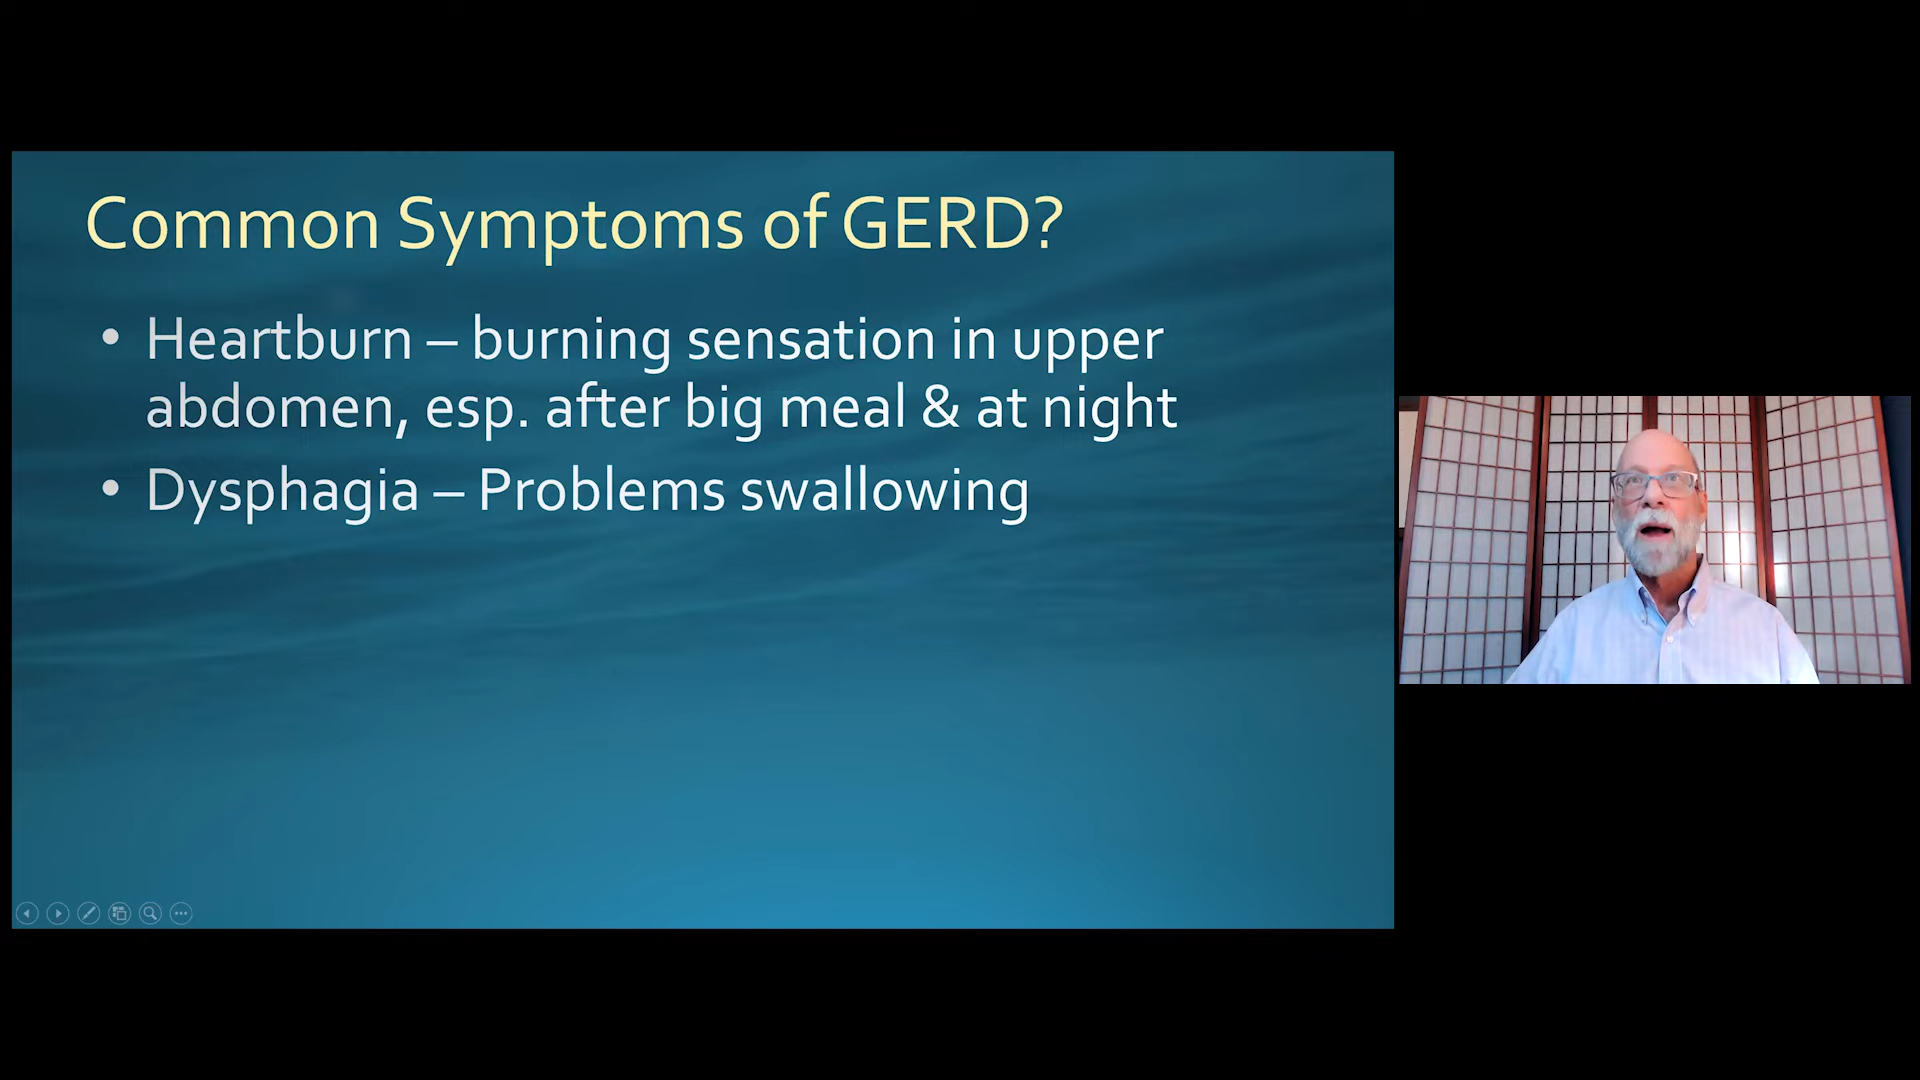 Common Symptoms of GERD?
• Heartburn – burning sensation in upper
abdomen, esp. after big meal & at night
• Dysphagia – Problems swallowing